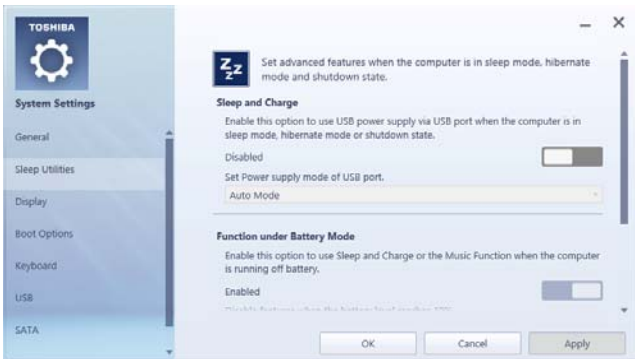 TOSHIBA
System Settings
General
Sleep Utilities
Display
Boot Options
Keyboard
USB
SATA
Set advanced features when the computer is in sleep mode, hibernate
mode and shutdown state.
Sleep and Charge
Enable this option to use USB power supply via USB port when the computer is in
sleep mode, hibernate mode or shutdown state.
Disabled
Set Power supply mode of USB port.
Auto Mode
Function under Battery Mode
Enable this option to use Sleep and Charge or the Music Function when the computer
is running off battery.
Enabled
OK
Cancel
Apply